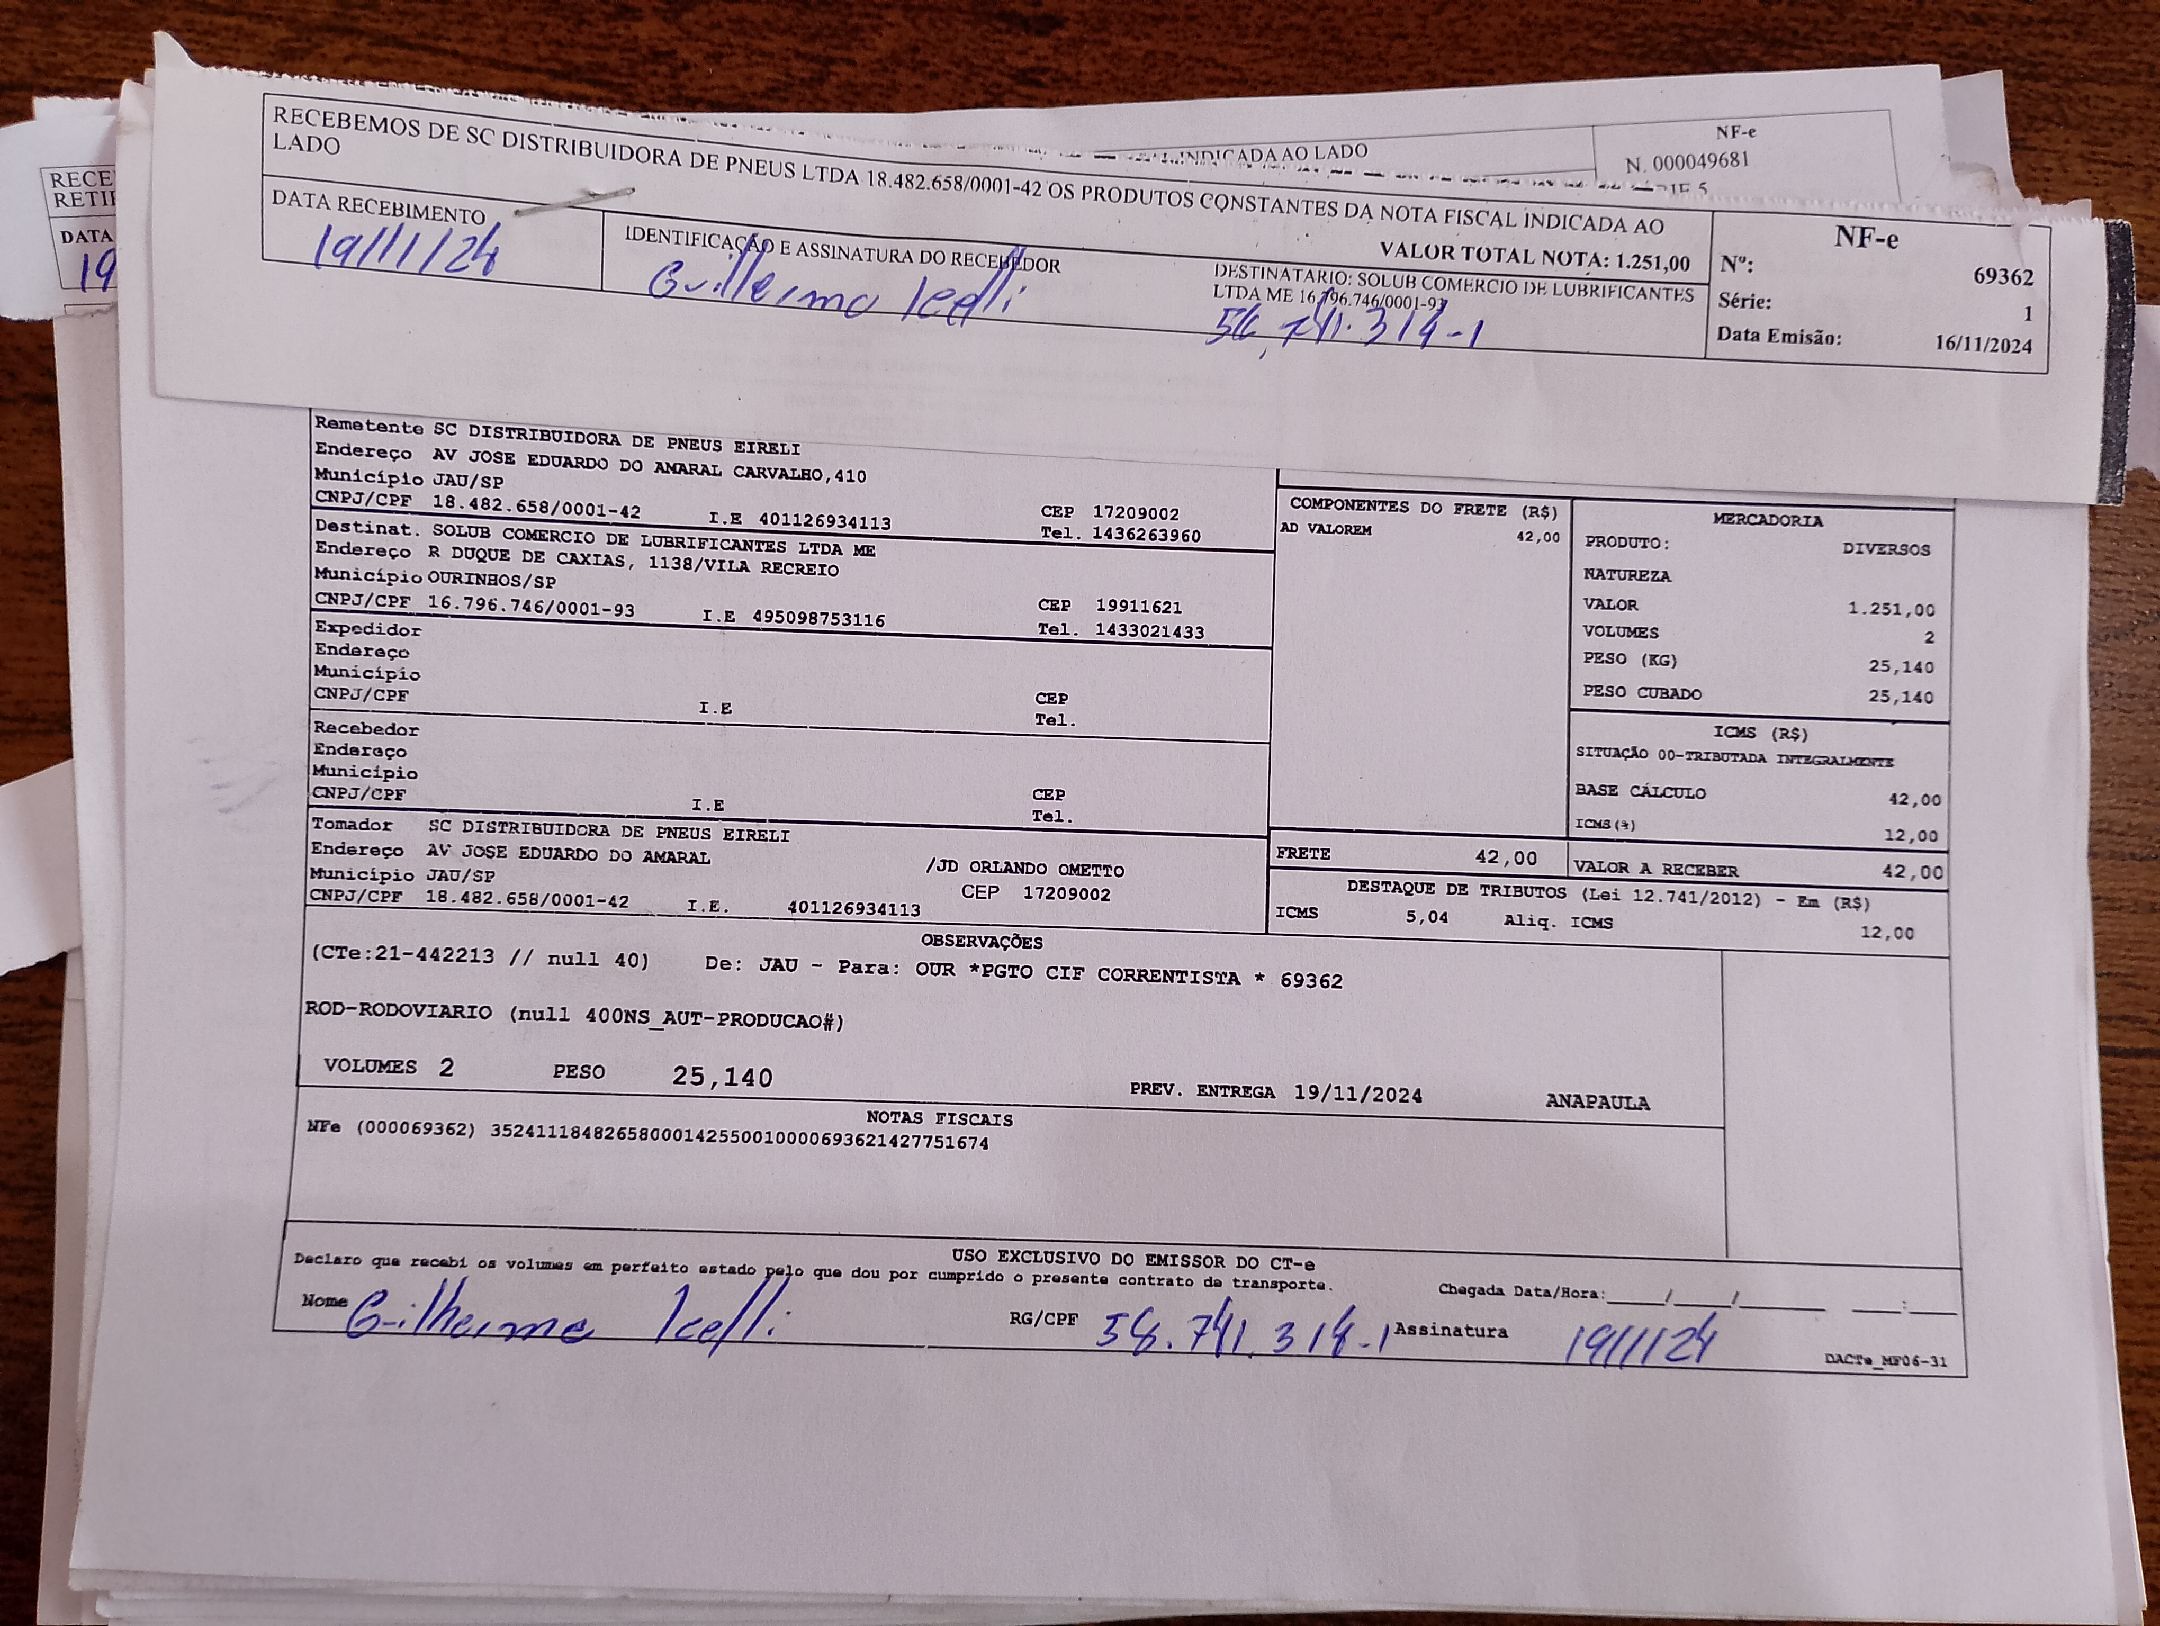 INDICADA AO LADO
NF-e
N. 000049681
RECE
RETI
DATA
19
RECEBEMOS DE SC DISTRIBUIDORA DE PNEUS LTDA 18.482.658/0001-42 OS PRODUTOS CONSTANTES DA NOTA FISCAL INDICADA AO
LADO
VALOR TOTAL NOTA: 1.251,00
DATA RECEBIMENTO
19/11/24
IDENTIFICAÇÃO E ASSINATURA DO RECEBEDOR
DESTINATARIO: SOLUB COMERCIO DE LUBRIFICANTES
LTDA ME 16.796.746/0001-93
NF-e
Nº: 69362
Série: 1
Data Emissão: 16/11/2024
Remetente SC DISTRIBUIDORA DE PNEUS EIRELI
Endereço AV JOSE EDUARDO DO AMARAL CARVALHO,410
Município JAU/SP
CNPJ/CPF 18.482.658/0001-42 I.E 401126934113
CEP 17209002
Tel. 1436263960
Destinat. SOLUB COMERCIO DE LUBRIFICANTES LTDA ME
Endereço R DUQUE DE CAXIAS, 1138/VILA RECREIO
Município OURINHOS/SP
CNPJ/CPF 16.796.746/0001-93 I.E 495098753116
CEP 19911621
Tel. 1433021433
Expedidor
Endereço
Município
CNPJ/CPF I.E
CEP
Tel.
Recebedor
Endereço
Município
CNPJ/CPF I.E
CEP
Tel.
Tomador SC DISTRIBUIDORA DE PNEUS EIRELI
Endereço AV JOSE EDUARDO DO AMARAL /JD ORLANDO OMETTO
Município JAU/SP CEP 17209002
CNPJ/CPF 18.482.658/0001-42 I.E. 401126934113
COMPONENTES DO FRETE (R$)
AD VALOREM 42,00
MERCADORIA
PRODUTO: DIVERSOS
NATUREZA
VALOR 1.251,00
VOLUMES 2
PESO (KG) 25,140
PESO CUBADO 25,140
ICMS (R$)
SITUAÇÃO 00-TRIBUTADA INTEGRALMENTE
BASE CÁLCULO 42,00
ICMS(%) 12,00
FRETE 42,00 VALOR A RECEBER 42,00
DESTAQUE DE TRIBUTOS (Lei 12.741/2012) - Em (R$)
ICMS 5,04 Aliq. ICMS 12,00
OBSERVAÇÕES
(CTe:21-442213 // null 40) De: JAU - Para: OUR *PGTO CIF CORRENTISTA * 69362
ROD-RODOVIARIO (null 400NS_AUT-PRODUCAO#)
VOLUMES 2 PESO 25,140 PREV. ENTREGA 19/11/2024 ANAPAULA
NOTAS FISCAIS
NFe (000069362) 35241118482658000142550010000693621427751674
USO EXCLUSIVO DO EMISSOR DO CT-e
Declaro que recebi os volumes em perfeito estado pelo que dou por cumprido o presente contrato de transporte.
Chegada Data/Hora:____/____/______ ___:___
Nome Guilherme
RG/CPF
Assinatura 19/11/24
DACTe_MF06-31